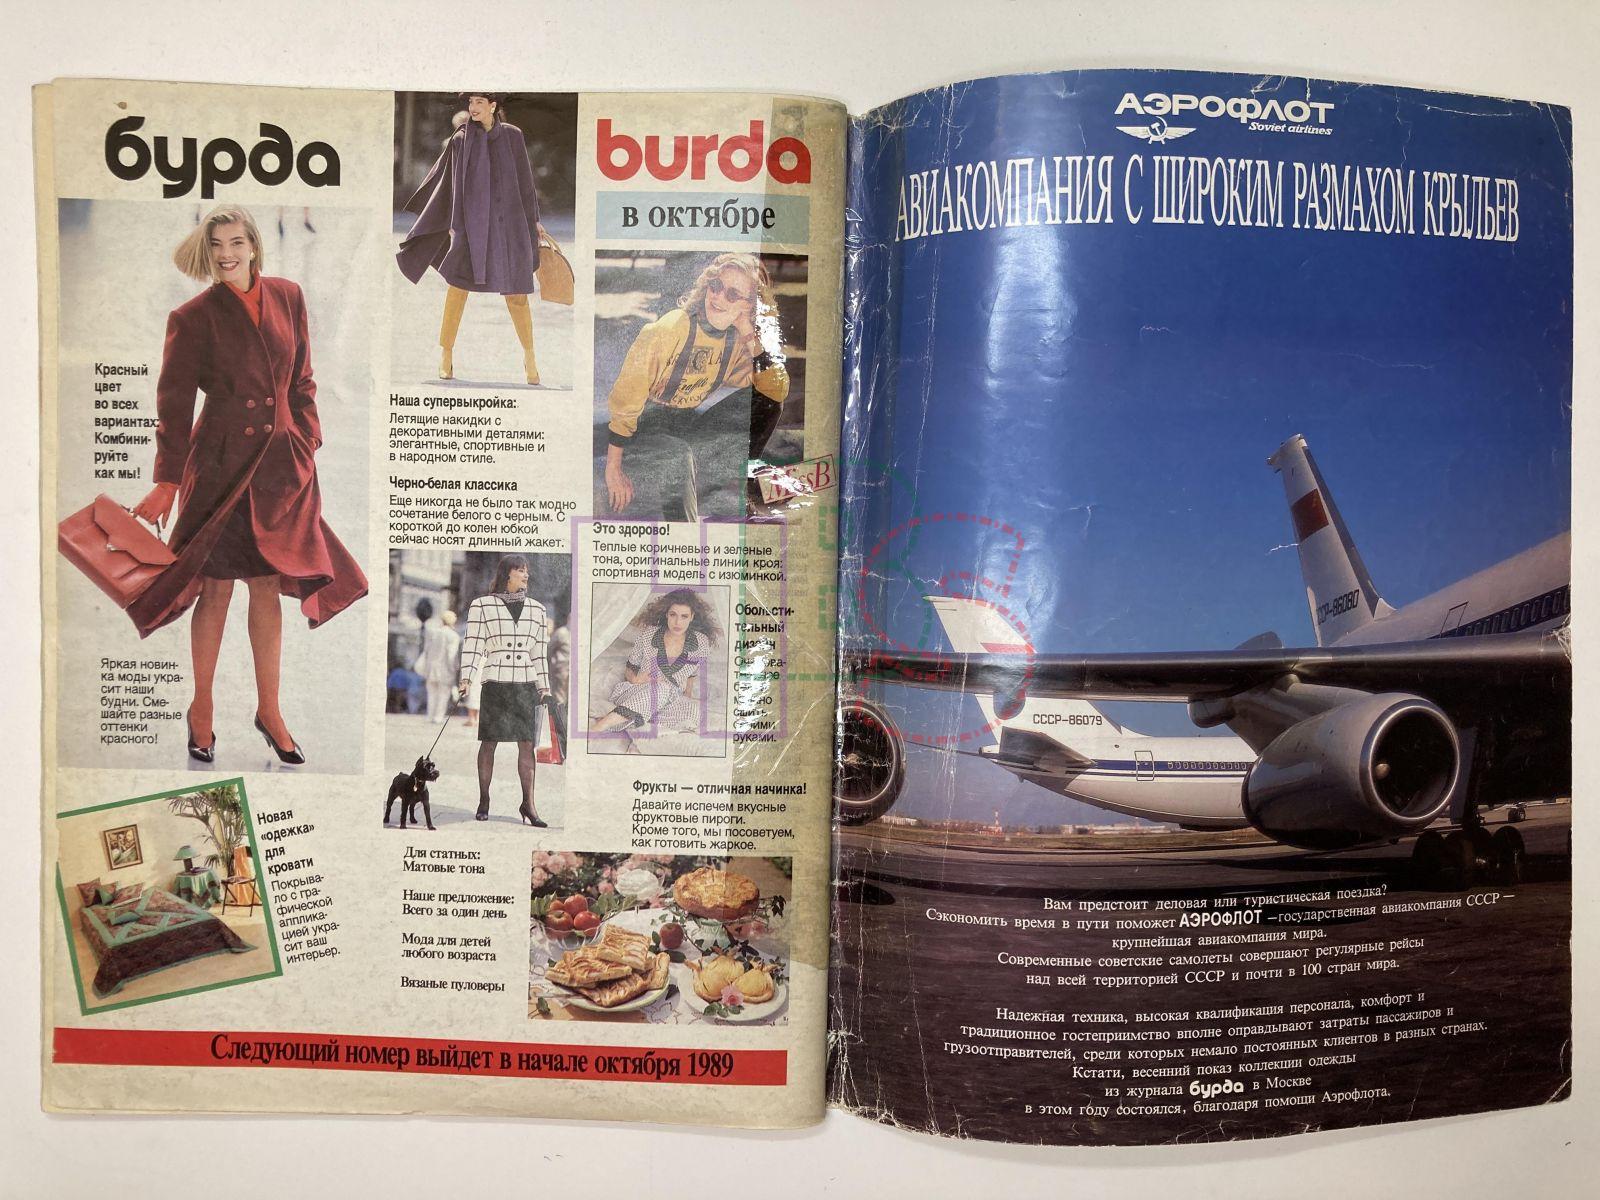 бурда
burda
в октябре
Красный
цвет
во всех
вариантах:
Комбини-
руйте
как мы!
Яркая новин-
ка моды укра-
сит наши
будни. Сме-
шайте разные
оттенки
красного!
Наша супервыкройка:
Летящие накидки с
декоративными деталями:
элегантные, спортивные и
в народном стиле.
Черно-белая классика
Еще никогда не было так модно
сочетание белого с черным. С
короткой до колен юбкой
сейчас носят длинный жакет.
MissB
Это здорово!
Теплые коричневые и зеленые
тона, оригинальные линии кроя:
спортивная модель с изюминкой.
Обольсти-
тельный
дизайн
можно
сшить
своими
руками.
Новая
«одежка»
для
кровати
Покрыва-
ло с гра-
фической
апплика-
цией укра-
сит ваш
интерьер.
Для статных:
Матовые тона
Наше предложение:
Всего за один день
Мода для детей
любого возраста
Вязаные пуловеры
Фрукты — отличная начинка!
Давайте испечем вкусные
фруктовые пироги.
Кроме того, мы посоветуем,
как готовить жаркое.
Следующий номер выйдет в начале октября 1989
АЭРОФЛОТ
Soviet airlines
АВИАКОМПАНИЯ С ШИРОКИМ РАЗМАХОМ КРЫЛЬЕВ
СССР-86080
СССР-86079
Вам предстоит деловая или туристическая поездка?
Сэкономить время в пути поможет АЭРОФЛОТ —государственная авиакомпания СССР —
крупнейшая авиакомпания мира.
Современные советские самолеты совершают регулярные рейсы
над всей территорией СССР и почти в 100 стран мира.
Надежная техника, высокая квалификация персонала, комфорт и
традиционное гостеприимство вполне оправдывают затраты пассажиров и
грузоотправителей, среди которых немало постоянных клиентов в разных странах.
Кстати, весенний показ коллекции одежды
из журнала бурда в Москве
в этом году состоялся, благодаря помощи Аэрофлота.